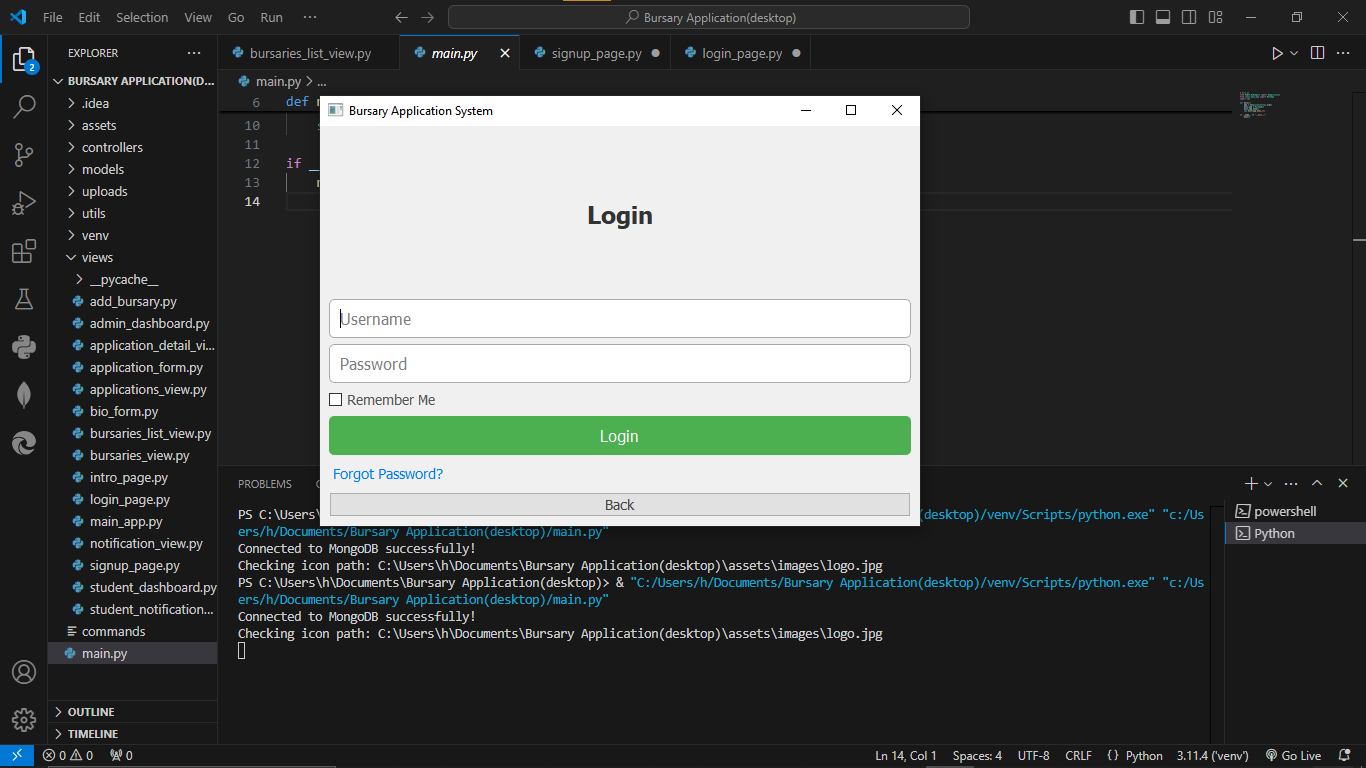 File Edit Selection View Go Run ···
Bursary Application(desktop)
EXPLORER
BURSARY APPLICATION(D...
.idea
assets
controllers
models
uploads
utils
venv
views
__pycache__
add_bursary.py
admin_dashboard.py
application_detail_vi...
application_form.py
applications_view.py
bio_form.py
bursaries_list_view.py
bursaries_view.py
intro_page.py
login_page.py
main_app.py
notification_view.py
signup_page.py
student_dashboard.py
student_notification...
commands
main.py
OUTLINE
TIMELINE
bursaries_list_view.py main.py signup_page.py login_page.py
main.py > ...
6 def
10
11
12 if
13
14
Bursary Application System
Login
Username
Password
Remember Me
Login
Forgot Password?
Back
PROBLEMS
PS C:\Users\ desktop)/venv/Scripts/python.exe" "c:/Us
ers/h/Documents/Bursary Application(desktop)/main.py"
Connected to MongoDB successfully!
Checking icon path: C:\Users\h\Documents\Bursary Application(desktop)\assets\images\logo.jpg
PS C:\Users\h\Documents\Bursary Application(desktop)> & "C:/Users/h/Documents/Bursary Application(desktop)/venv/Scripts/python.exe" "c:/Us
ers/h/Documents/Bursary Application(desktop)/main.py"
Connected to MongoDB successfully!
Checking icon path: C:\Users\h\Documents\Bursary Application(desktop)\assets\images\logo.jpg
powershell
Python
2
0 0 0 Ln 14, Col 1 Spaces: 4 UTF-8 CRLF {} Python 3.11.4 ('venv') Go Live